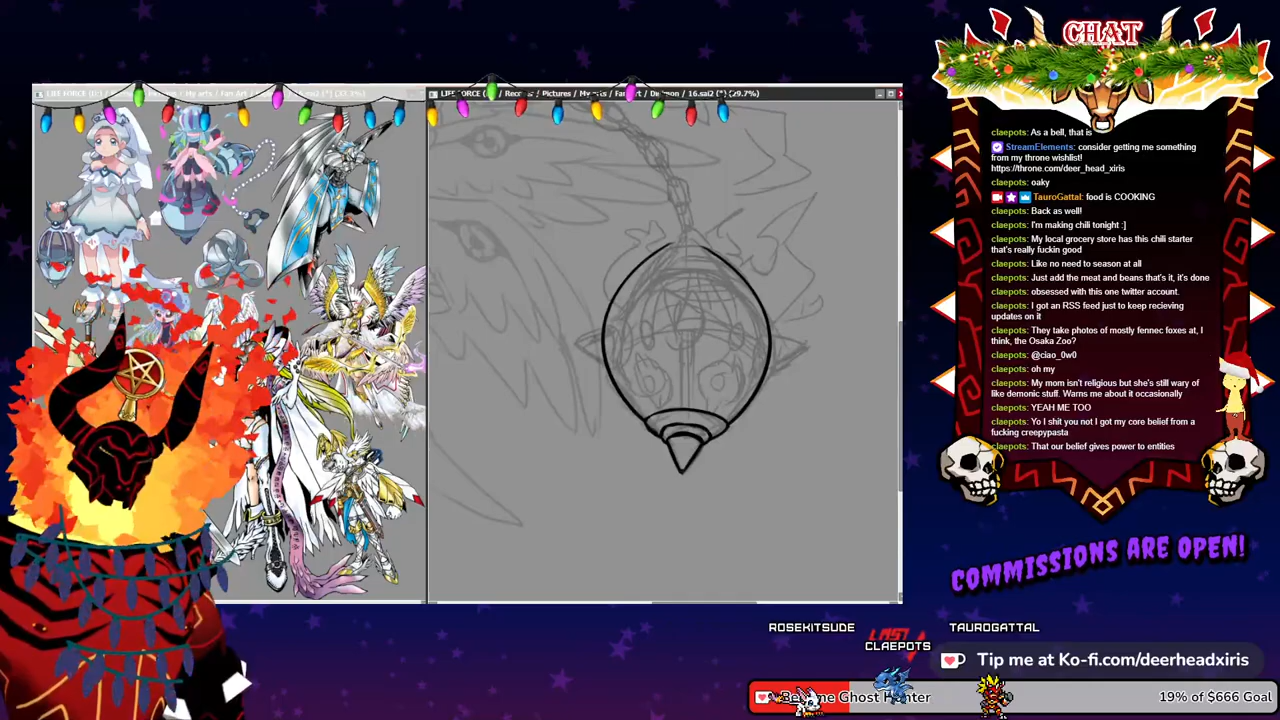 CHAT
claepots: As a bell, that is
StreamElements: consider getting me something
from my throne wishlist!
https://throne.com/deer_head_xiris
claepots: oaky
TauroGattal: food is COOKING
claepots: Back as well!
claepots: I'm making chili tonight :]
claepots: My local grocery store has this chili starter
that's really fuckin good
claepots: Like no need to season at all
claepots: Just add the meat and beans that's it, it's done
claepots: obsessed with this one twitter account.
claepots: I got an RSS feed just to keep recieving
updates on it
claepots: They take photos of mostly fennec foxes at, I
think, the Osaka Zoo?
claepots: @ciao_0w0
claepots: oh my
claepots: My mom isn't religious but she's still wary of
like demonic stuff. Warns me about it occasionally
claepots: YEAH ME TOO
claepots: Yo I shit you not I got my core belief from a
fucking creepypasta
claepots: That our belief gives power to entities
COMMISSIONS ARE OPEN!
ROSEKITSUDE
LAST
CLAEPOTS
TAUROGATTAL
Tip me at Ko-fi.com/deerheadxiris
Ghost Hunter
19% of $666 Goal